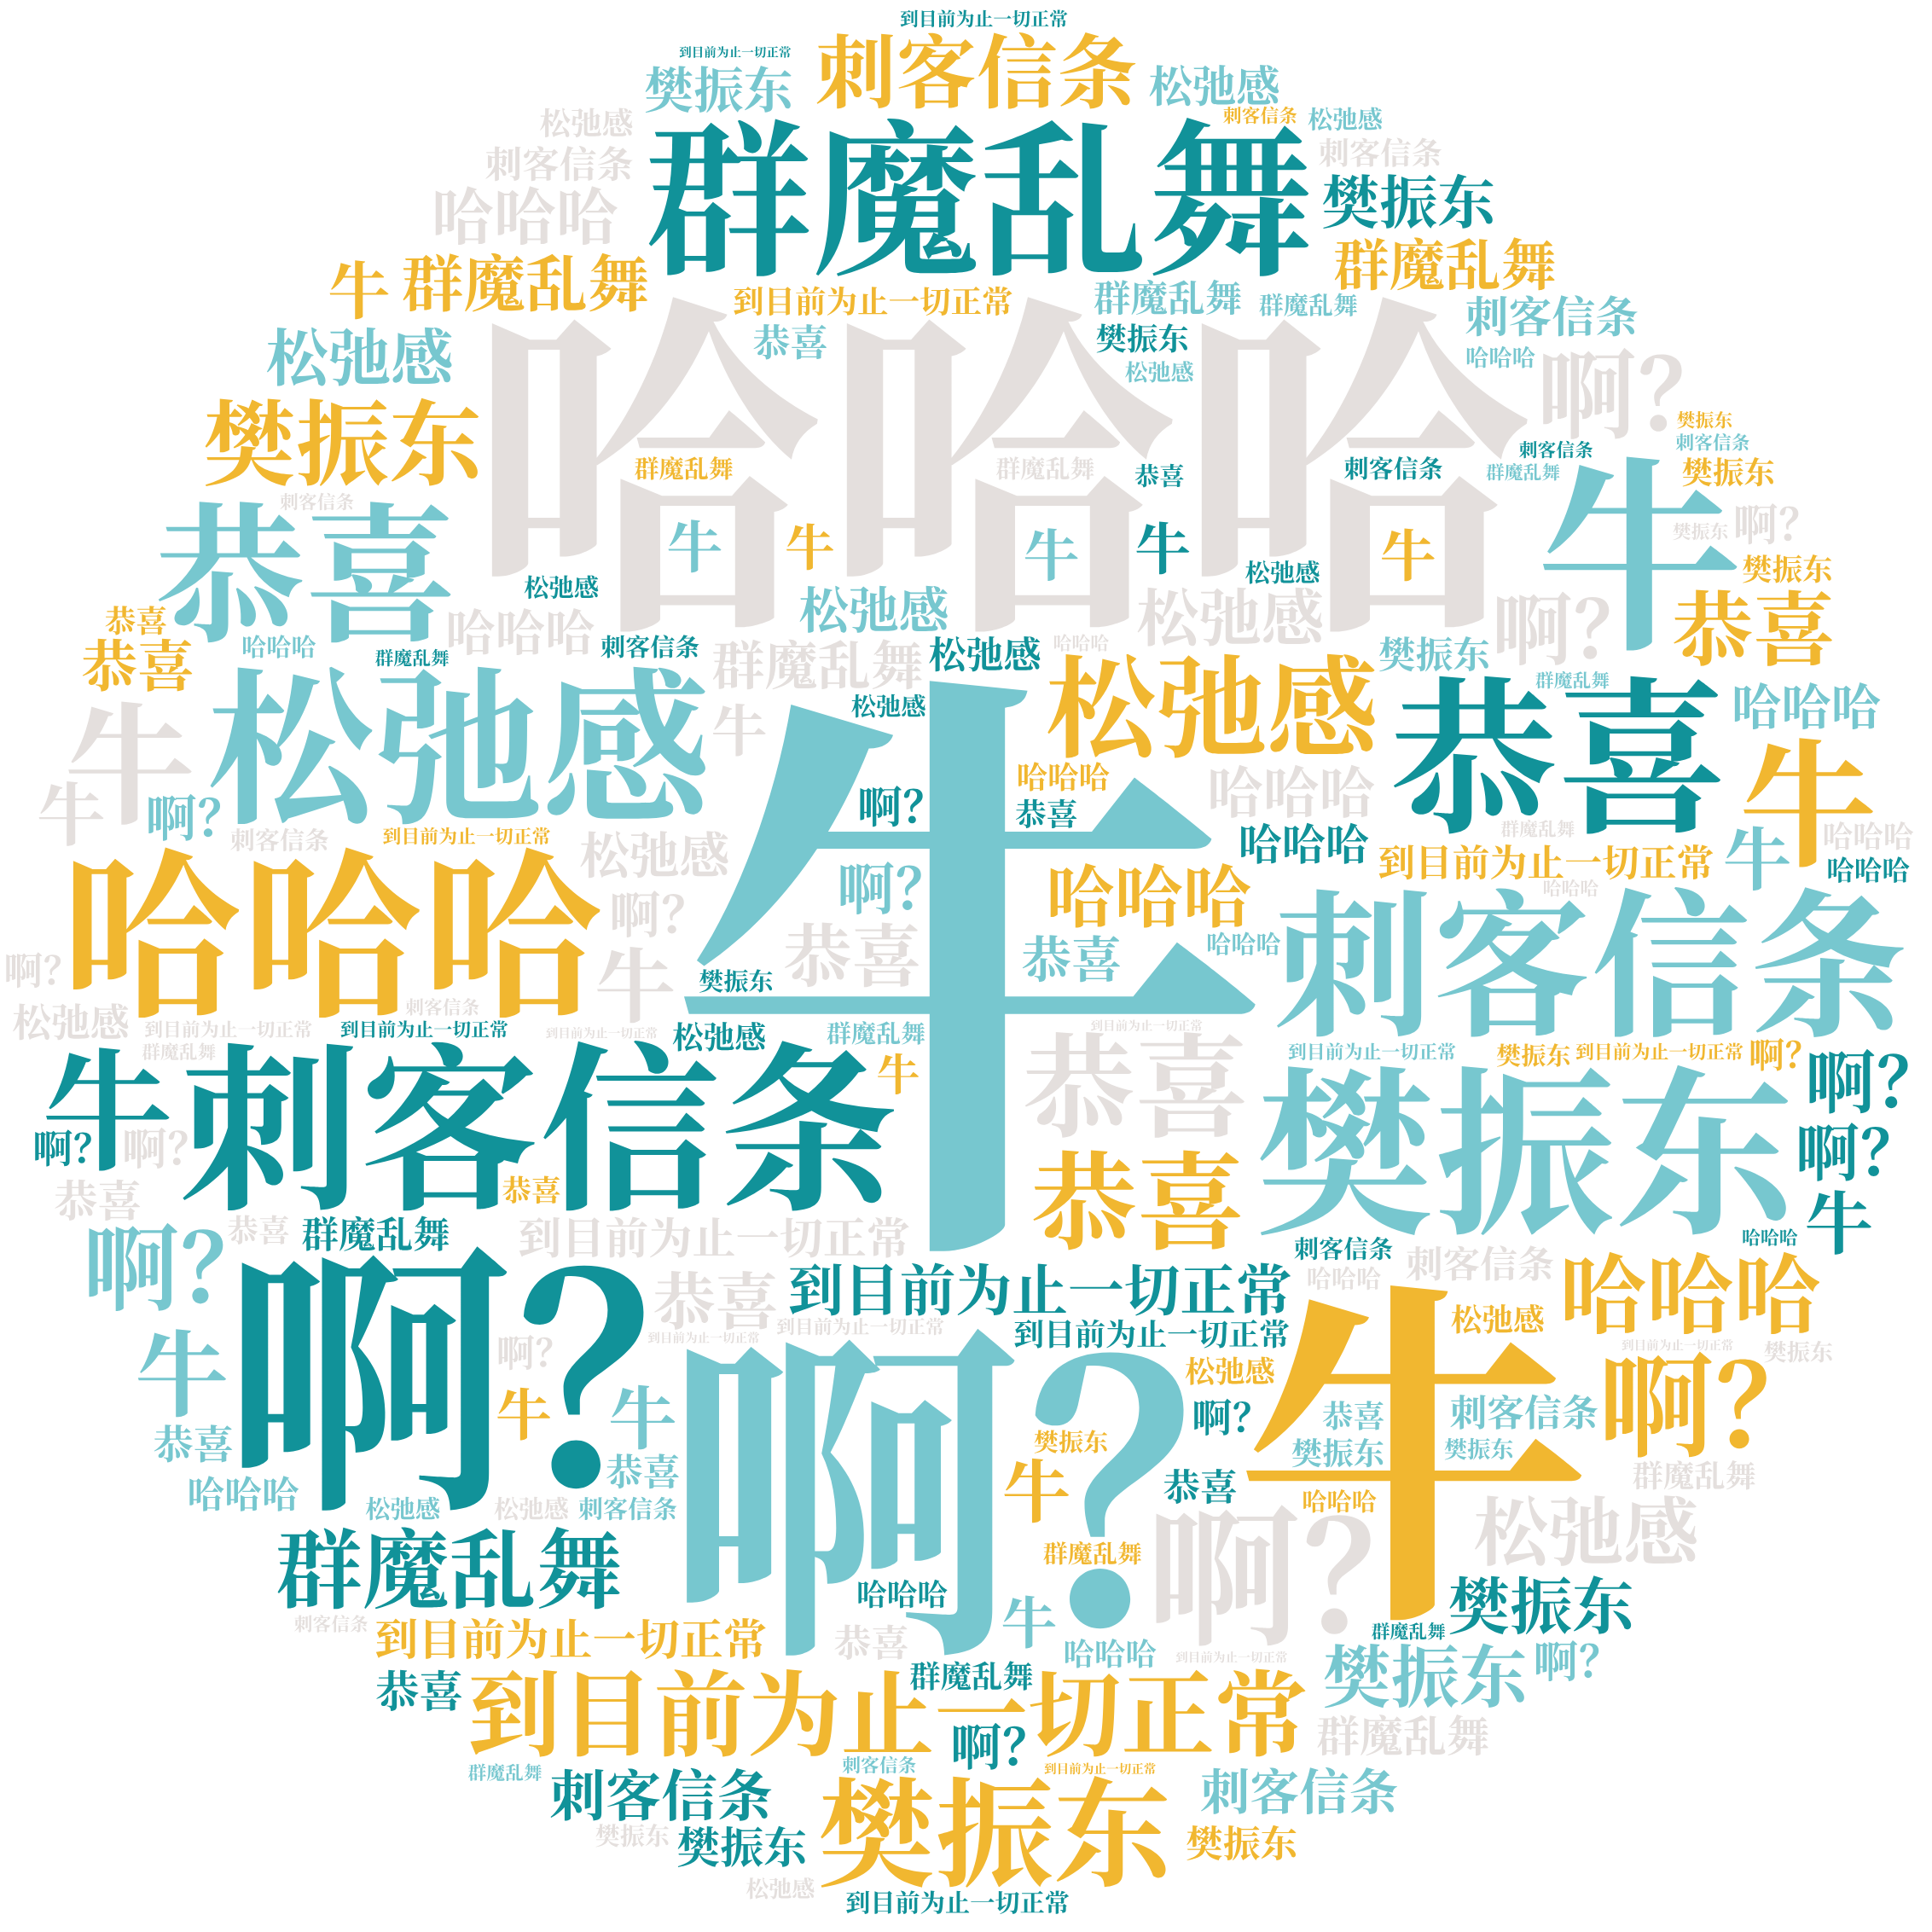 到目前为止一切正常
刺客信条
到目前为止一切正常
樊振东
松弛感
松弛感
刺客信条
松弛感
群魔乱舞
刺客信条
刺客信条
樊振东
哈哈哈
群魔乱舞
牛
群魔乱舞
到目前为止一切正常
群魔乱舞
群魔乱舞
刺客信条
哈哈哈
松弛感
恭喜
樊振东
哈哈哈
松弛感
啊?
樊振东
樊振东
刺客信条
刺客信条
群魔乱舞
群魔乱舞
恭喜
刺客信条
群魔乱舞
樊振东
牛
恭喜
刺客信条
樊振东
啊?
牛
牛
牛
牛
牛
樊振东
松弛感
松弛感
恭喜
恭喜
哈哈哈
松弛感
松弛感
啊?
恭喜
恭喜
哈哈哈
群魔乱舞
刺客信条
群魔乱舞
松弛感
哈哈哈
樊振东
群魔乱舞
松弛感
松弛感
松弛感
恭喜
哈哈哈
牛
牛
牛
牛
啊?
啊?
哈哈哈
恭喜
哈哈哈
群魔乱舞
哈哈哈
刺客信条
到目前为止一切正常
松弛感
哈哈哈
到目前为止一切正常
牛
哈哈哈
哈哈哈
牛
啊?
啊?
哈哈哈
哈哈哈
刺客信条
啊?
牛
恭喜
恭喜
哈哈哈
樊振东
松弛感
到目前为止一切正常
刺客信条
到目前为止一切正常
到目前为止一切正常
松弛感
群魔乱舞
到目前为止一切正常
群魔乱舞
到目前为止一切正常
樊振东
到目前为止一切正常
啊?
牛
刺客信条
牛
恭喜
樊振东
啊?
啊?
啊?
恭喜
恭喜
恭喜
啊?
牛
啊?
恭喜
群魔乱舞
到目前为止一切正常
刺客信条
哈哈哈
啊?
恭喜
到目前为止一切正常
哈哈哈
刺客信条
哈哈哈
到目前为止一切正常
到目前为止一切正常
到目前为止一切正常
牛
松弛感
到目前为止一切正常
樊振东
牛
啊?
啊?
松弛感
啊?
牛
牛
啊?
恭喜
刺客信条
恭喜
恭喜
樊振东
樊振东
樊振东
哈哈哈
松弛感
松弛感
刺客信条
牛
恭喜
哈哈哈
群魔乱舞
群魔乱舞
群魔乱舞
啊?
松弛感
刺客信条
到目前为止一切正常
哈哈哈
恭喜
牛
哈哈哈
樊振东
群魔乱舞
到目前为止一切正常
樊振东
啊?
恭喜
到目前为止一切正常
群魔乱舞
啊?
群魔乱舞
群魔乱舞
刺客信条
刺客信条
到目前为止一切正常
刺客信条
樊振东
樊振东
樊振东
樊振东
松弛感
到目前为止一切正常